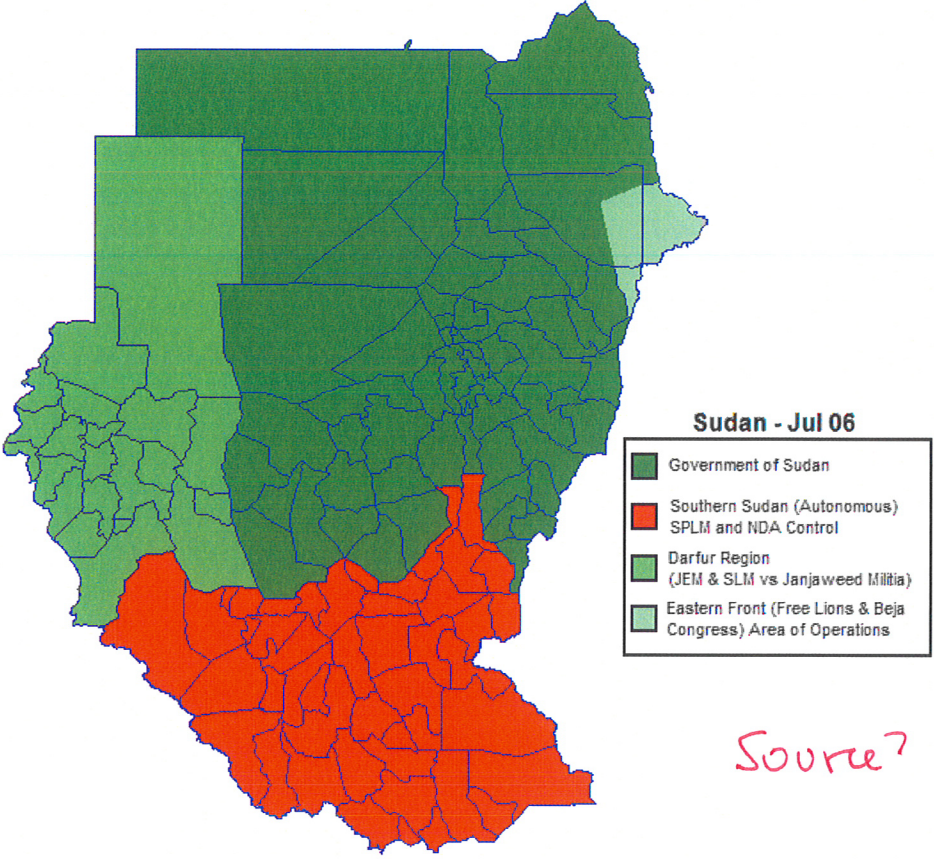 Sudan - Jul 06
Government of Sudan
Southern Sudan (Autonomous)
SPLM and NDA Control
Darfur Region
(JEM & SLM vs Janjaweed Militia)
Eastern Front (Free Lions & Beja
Congress) Area of Operations
Source?